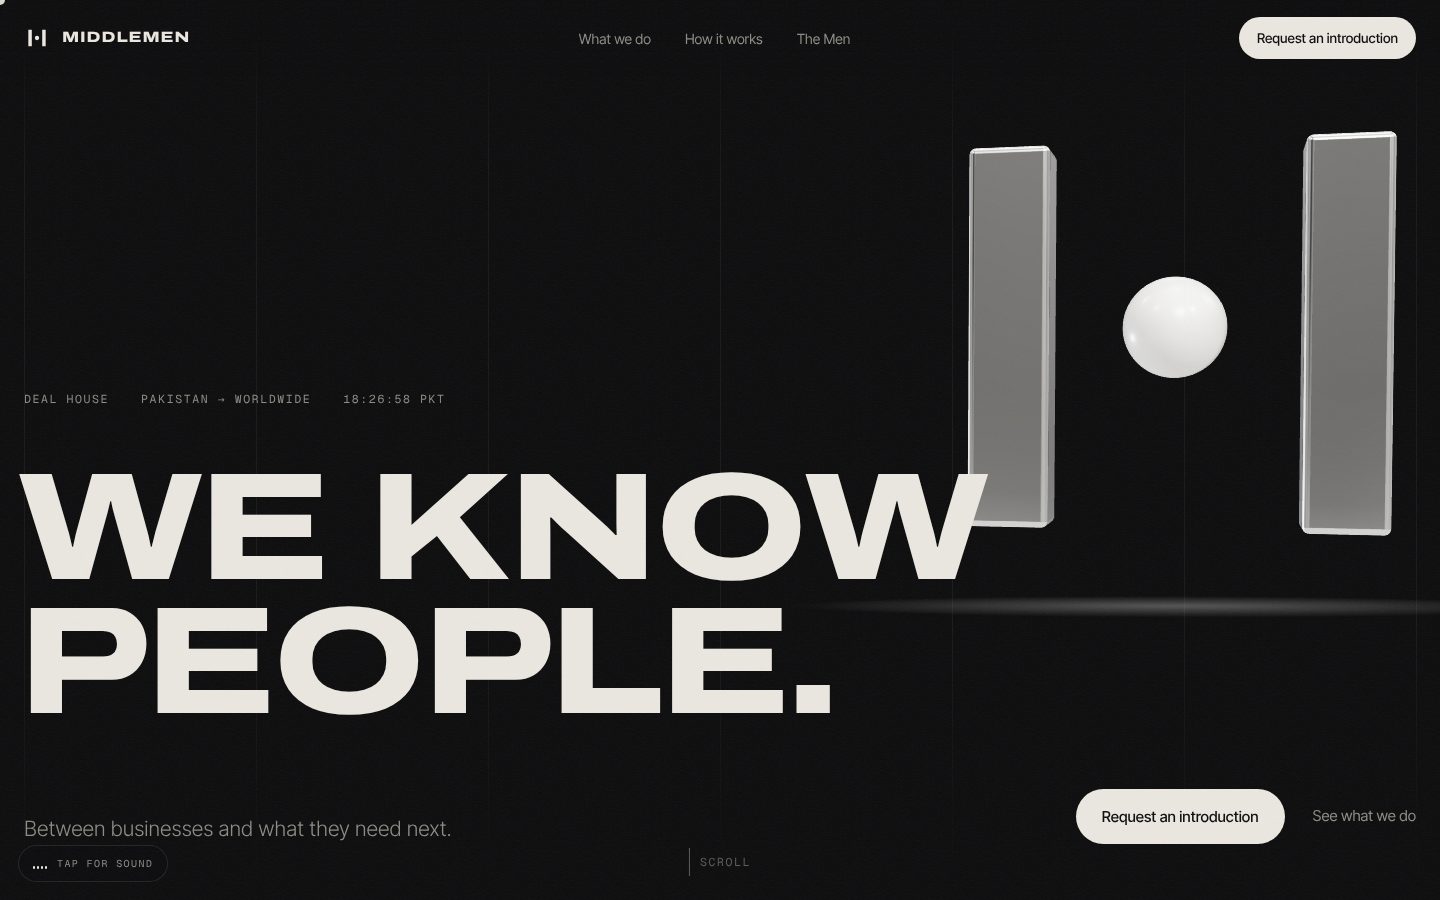 MIDDLEMEN
What we do
How it works
The Men
Request an introduction
DEAL HOUSE PAKISTAN → WORLDWIDE 18:26:58 PKT
WE KNOW
PEOPLE.
Between businesses and what they need next.
Request an introduction
See what we do
TAP FOR SOUND
SCROLL